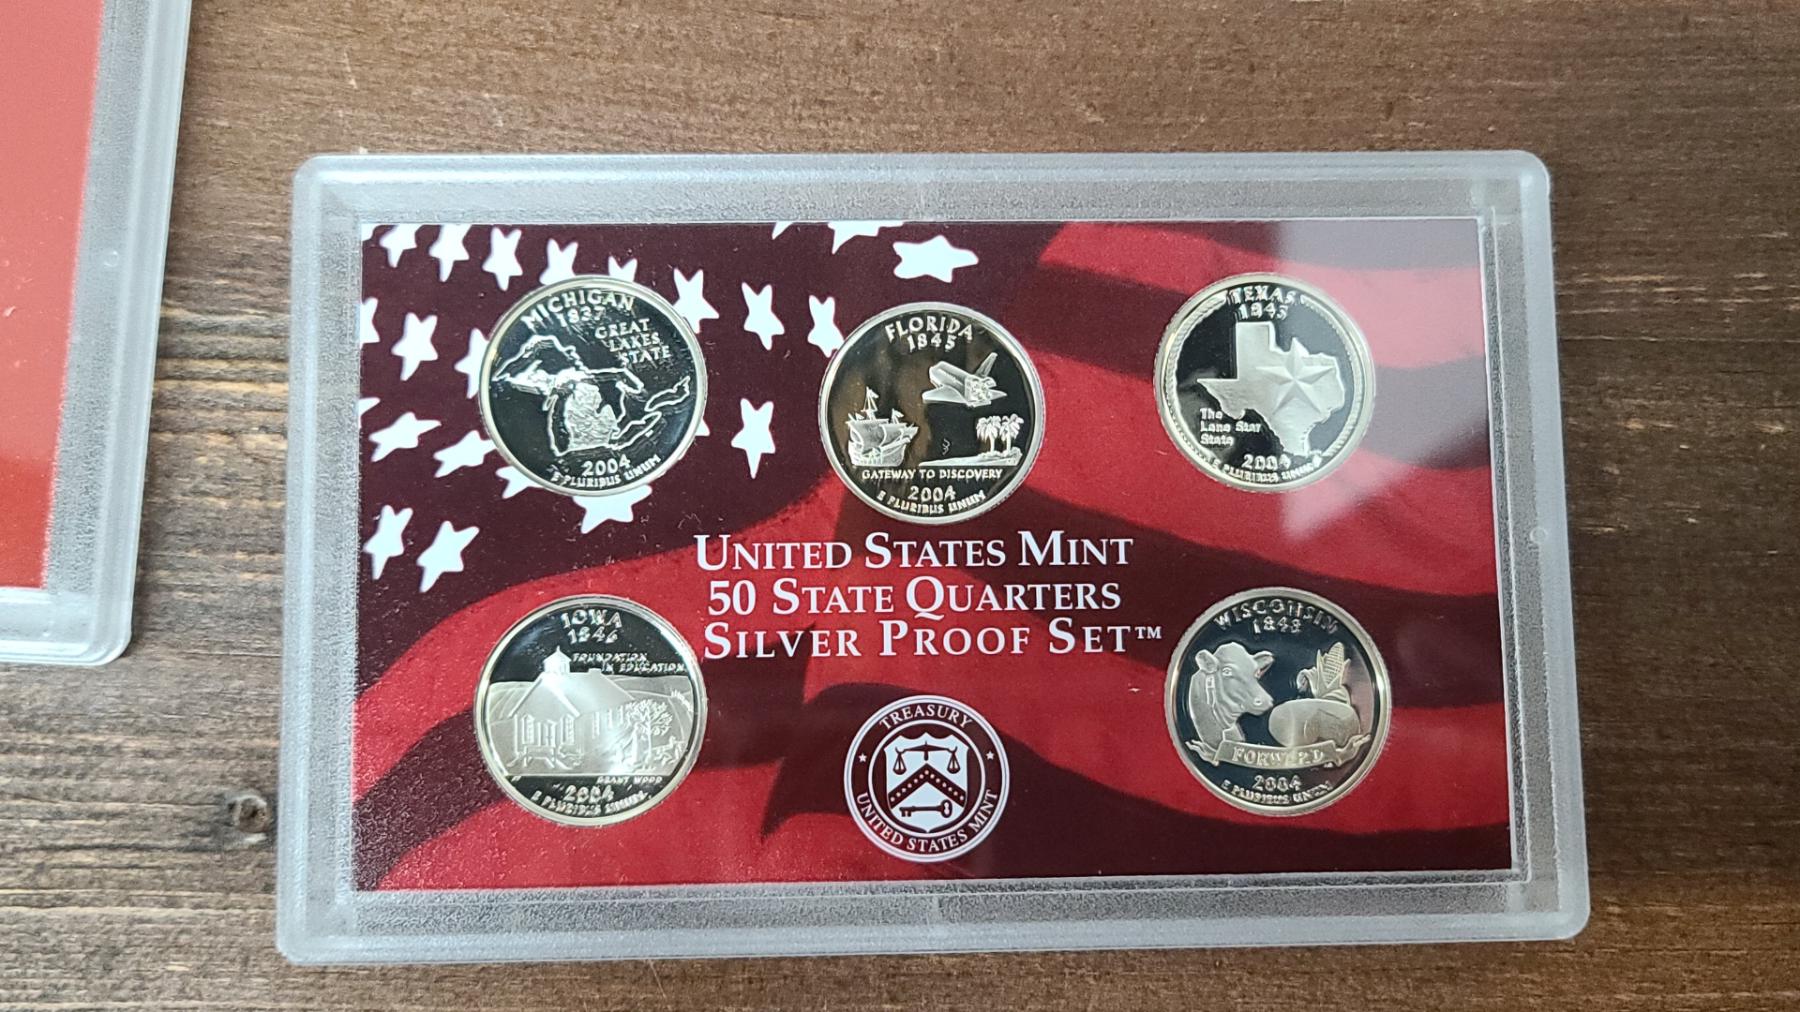 MICHIGAN
1837
GREAT
LAKES
STATE
2004
E PLURIBUS UNUM
FLORIDA
1845
GATEWAY TO DISCOVERY
2004
E PLURIBUS UNUM
TEXAS
1845
The
Lone Star
State
2004
E PLURIBUS UNUM
UNITED STATES MINT
50 STATE QUARTERS
SILVER PROOF SET™
IOWA
1846
FOUNDATION
IN EDUCATION
GRANT WOOD
2004
E PLURIBUS UNUM
TREASURY
UNITED STATES MINT
WISCONSIN
1848
FORWARD
2004
E PLURIBUS UNUM